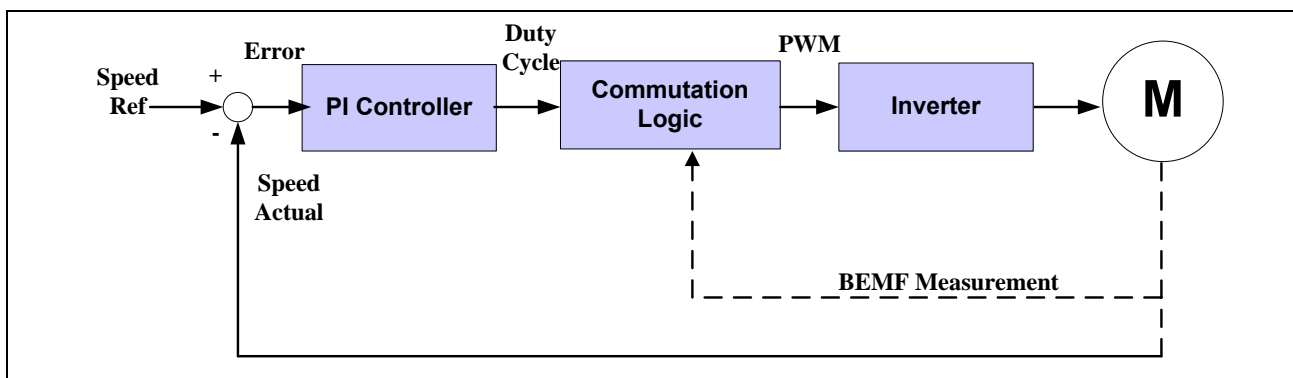 Speed
Ref
+
-
Error
PI Controller
Duty
Cycle
Commutation
Logic
PWM
Inverter
M
Speed
Actual
BEMF Measurement